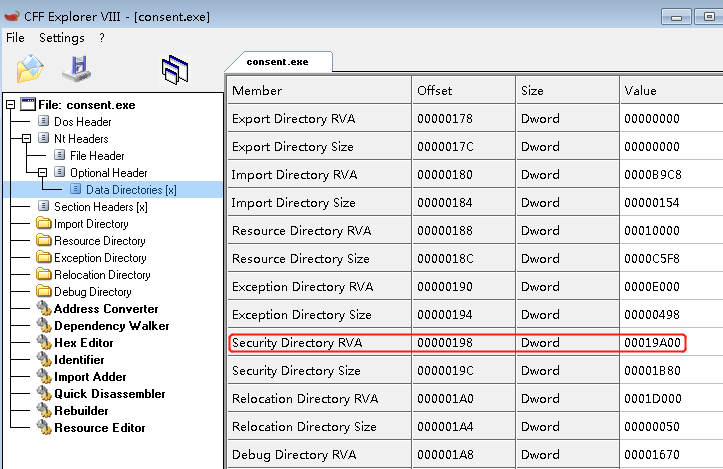 CFF Explorer VIII - [consent.exe]
File Settings ?
File: consent.exe
Dos Header
Nt Headers
File Header
Optional Header
Data Directories [x]
Section Headers [x]
Import Directory
Resource Directory
Exception Directory
Relocation Directory
Debug Directory
Address Converter
Dependency Walker
Hex Editor
Identifier
Import Adder
Quick Disassembler
Rebuilder
Resource Editor
consent.exe
Member Offset Size Value
Export Directory RVA 00000178 Dword 00000000
Export Directory Size 0000017C Dword 00000000
Import Directory RVA 00000180 Dword 0000B9C8
Import Directory Size 00000184 Dword 00000154
Resource Directory RVA 00000188 Dword 00010000
Resource Directory Size 0000018C Dword 0000C5F8
Exception Directory RVA 00000190 Dword 0000E000
Exception Directory Size 00000194 Dword 00000498
Security Directory RVA 00000198 Dword 00019A00
Security Directory Size 0000019C Dword 00001B80
Relocation Directory RVA 000001A0 Dword 0001D000
Relocation Directory Size 000001A4 Dword 00000050
Debug Directory RVA 000001A8 Dword 00001670